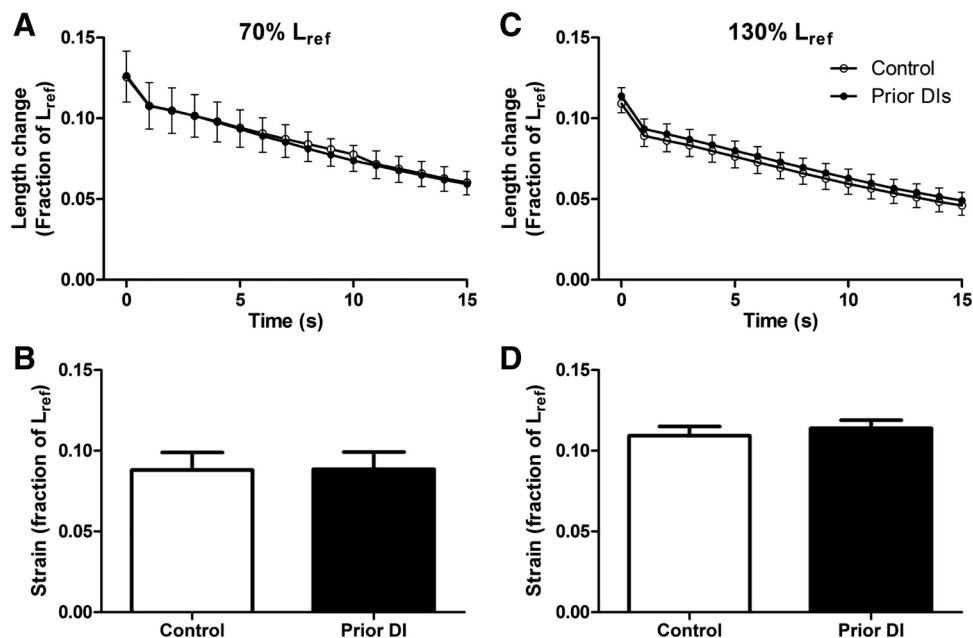 A
70% Lref
Length change
(Fraction of Lref)
0.15
0.10
0.05
0.00
0
5
10
15
Time (s)
C
130% Lref
Control
Prior DIs
Length change
(Fraction of Lref)
0.15
0.10
0.05
0.00
0
5
10
15
Time (s)
B
Strain (fraction of Lref)
0.15
0.10
0.05
0.00
Control
Prior DI
D
Strain (fraction of Lref)
0.15
0.10
0.05
0.00
Control
Prior DI